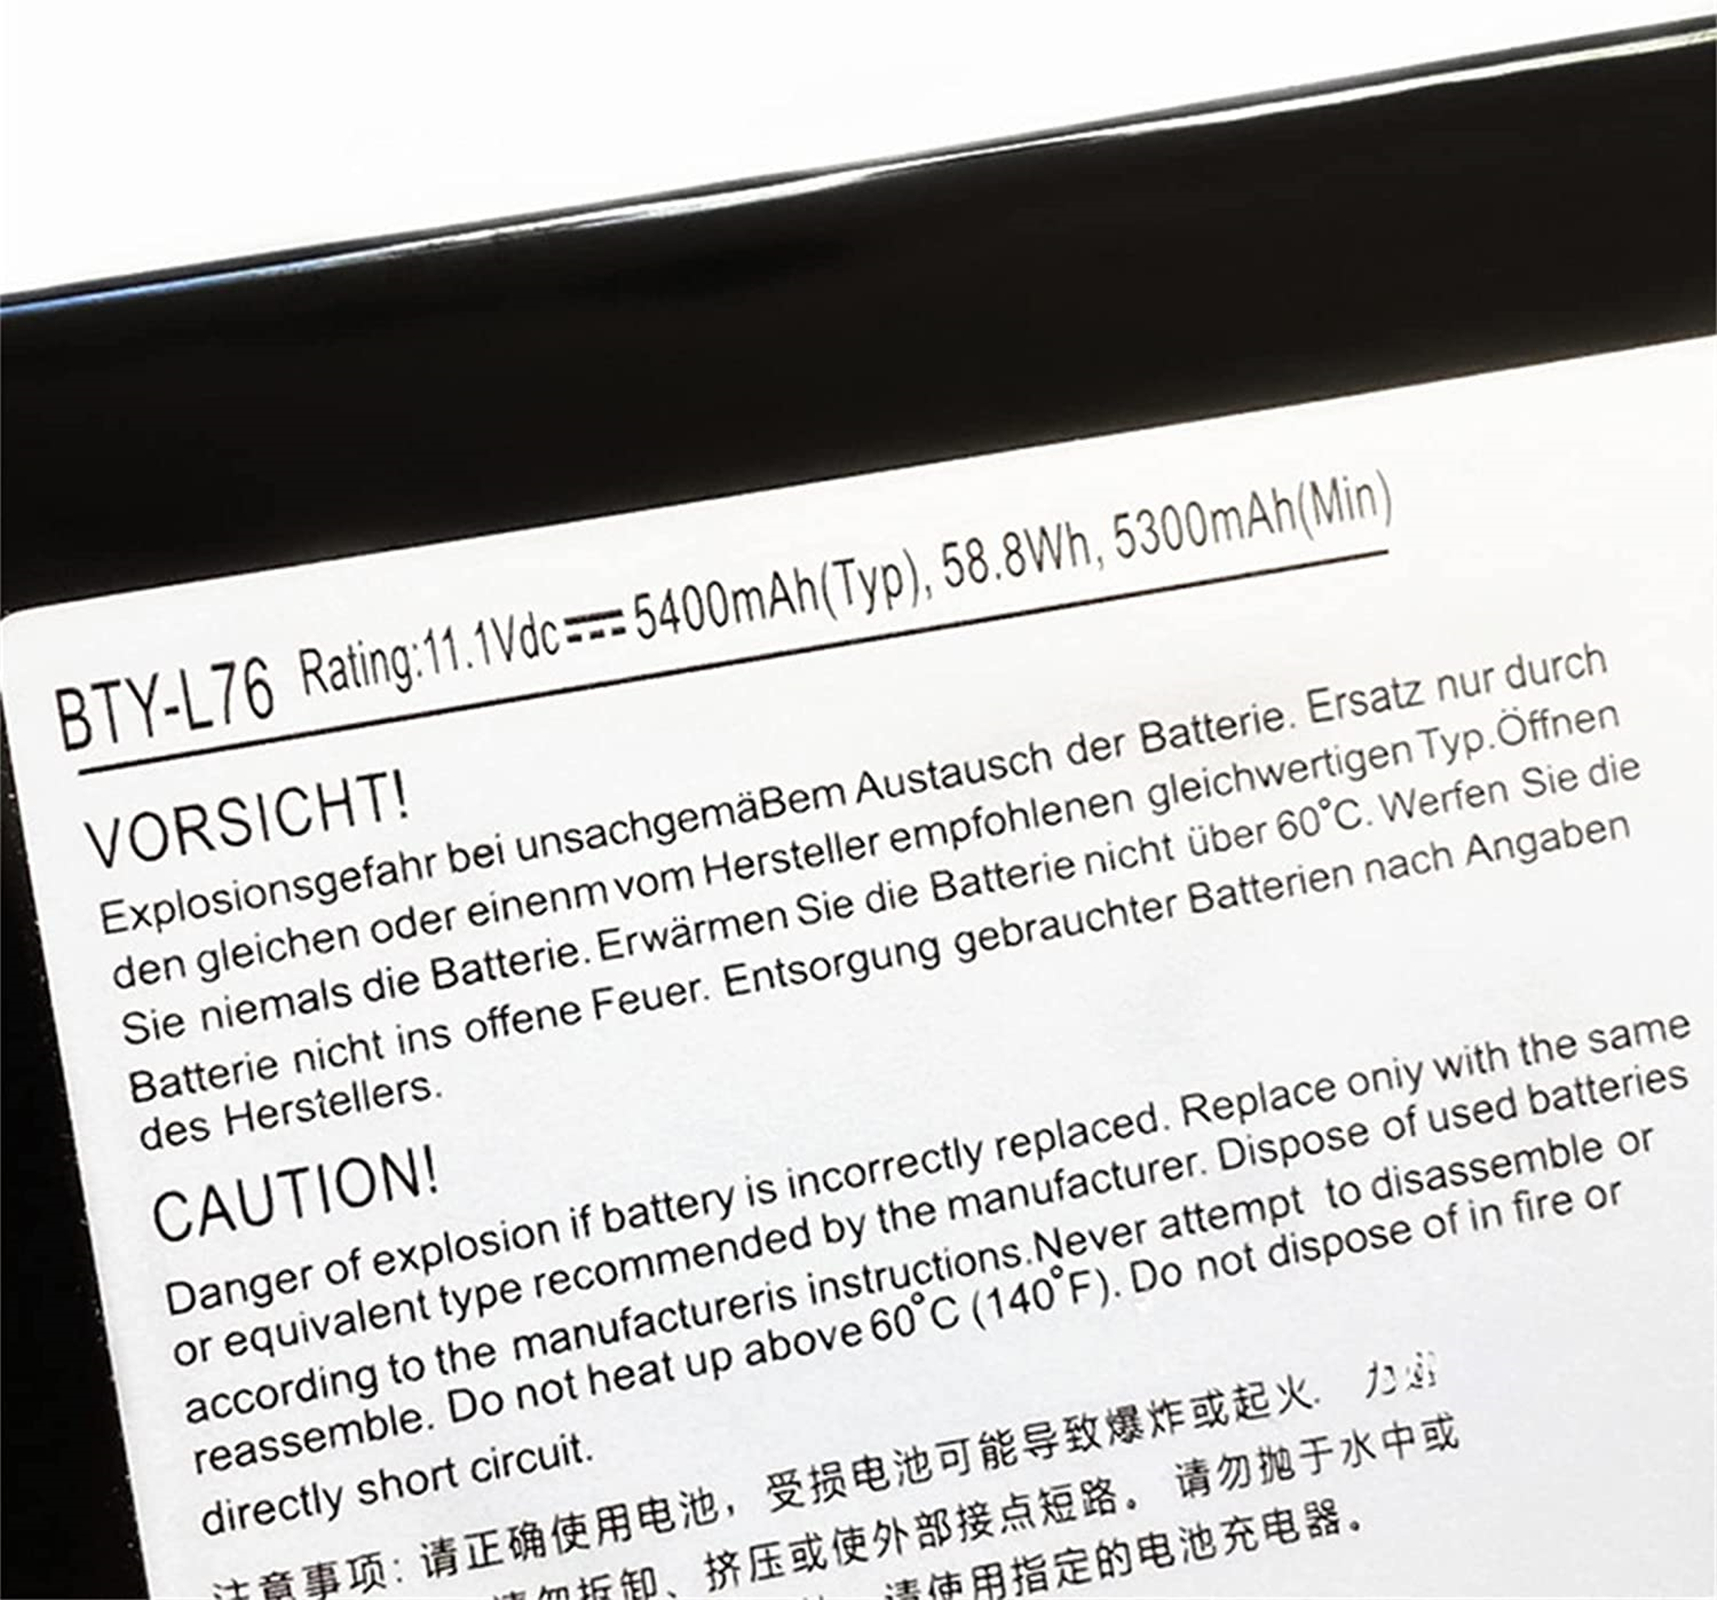 BTY-L76 Rating:11.1Vdc⎓5400mAh(Typ), 58.8Wh, 5300mAh(Min)
VORSICHT!
Explosionsgefahr bei unsachgemäBem Austausch der Batterie. Ersatz nur durch
den gleichen oder einenm vom Hersteller empfohlenen gleichwertigen Typ.Öffnen
Sie niemals die Batterie. Erwärmen Sie die Batterie nicht über 60°C. Werfen Sie die
Batterie nicht ins offene Feuer. Entsorgung gebrauchter Batterien nach Angaben
des Herstellers.
CAUTION!
Danger of explosion if battery is incorrectly replaced. Replace oniy with the same
or equivalent type recommended by the manufacturer. Dispose of used batteries
according to the manufactureris instructions.Never attempt to disassemble or
reassemble. Do not heat up above 60°C (140°F). Do not dispose of in fire or
directly short circuit.
注意事项: 请正确使用电池，受损电池可能导致爆炸或起火.
请勿拆卸、挤压或使外部接点短路。 请勿抛于水中或
请使用指定的电池充电器。